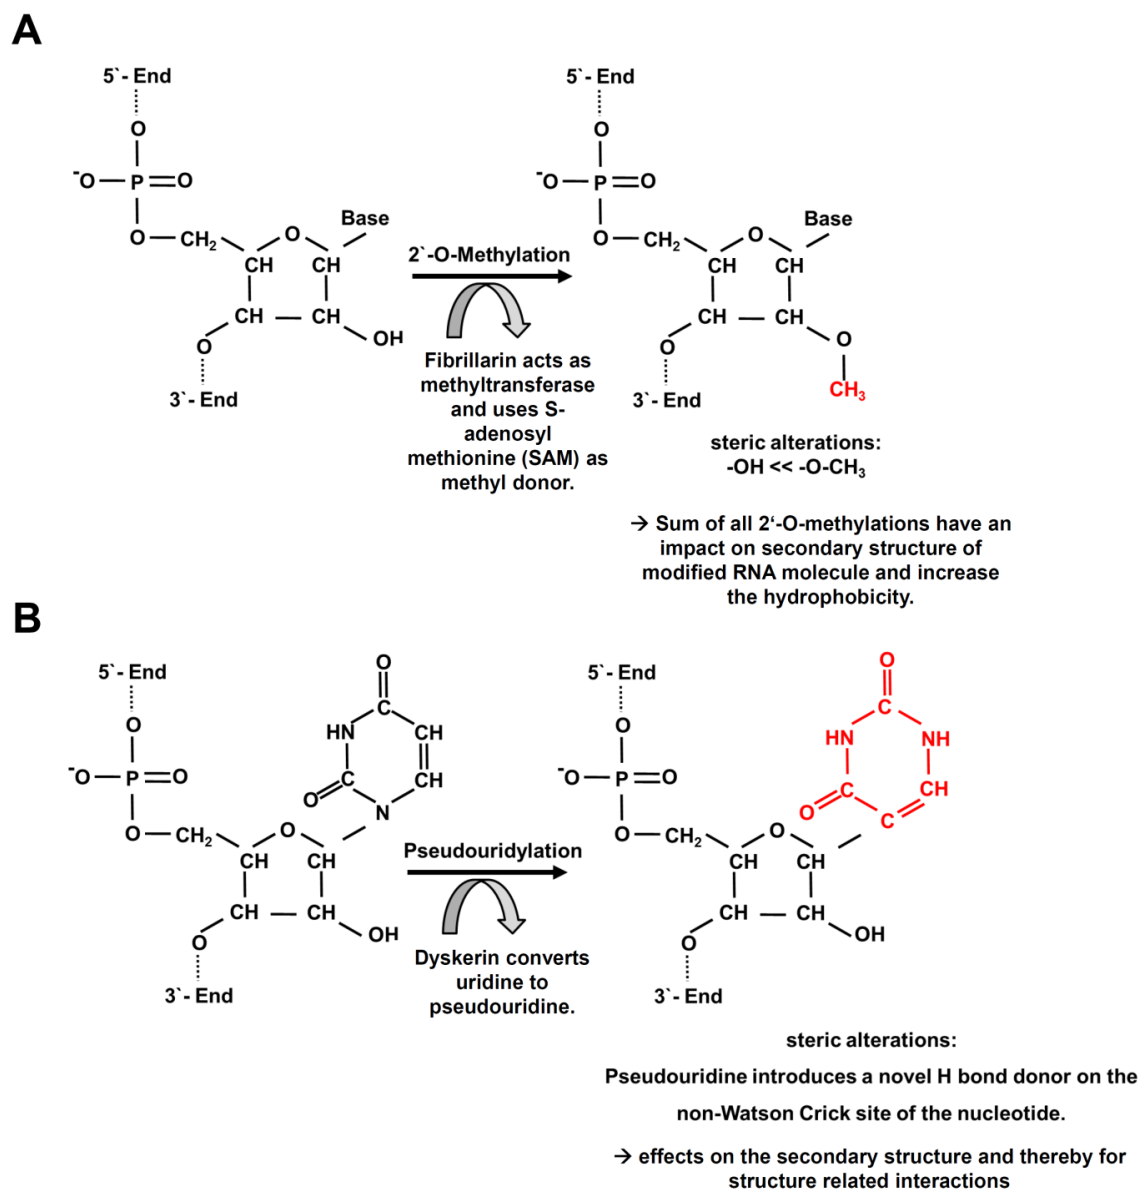 A
5`- End
O
⁻O
P
O
O
CH₂
O
Base
CH
CH
CH
CH
O
OH
3`- End
2`-O-Methylation
Fibrillarin acts as
methyltransferase
and uses S-
adenosyl
methionine (SAM) as
methyl donor.
5`- End
O
⁻O
P
O
O
CH₂
O
Base
CH
CH
CH
CH
O
O
CH₃
3`- End
steric alterations:
-OH << -O-CH₃
→ Sum of all 2‘-O-methylations have an
impact on secondary structure of
modified RNA molecule and increase
the hydrophobicity.
B
5`- End
O
⁻O
P
O
O
CH₂
O
O
C
HN
CH
C
CH
O
N
CH
CH
CH
CH
O
OH
3`- End
Pseudouridylation
Dyskerin converts
uridine to
pseudouridine.
5`- End
O
⁻O
P
O
O
CH₂
O
O
C
HN
NH
C
CH
O
C
CH
CH
CH
CH
O
OH
3`- End
steric alterations:
Pseudouridine introduces a novel H bond donor on the
non-Watson Crick site of the nucleotide.
→ effects on the secondary structure and thereby for
structure related interactions